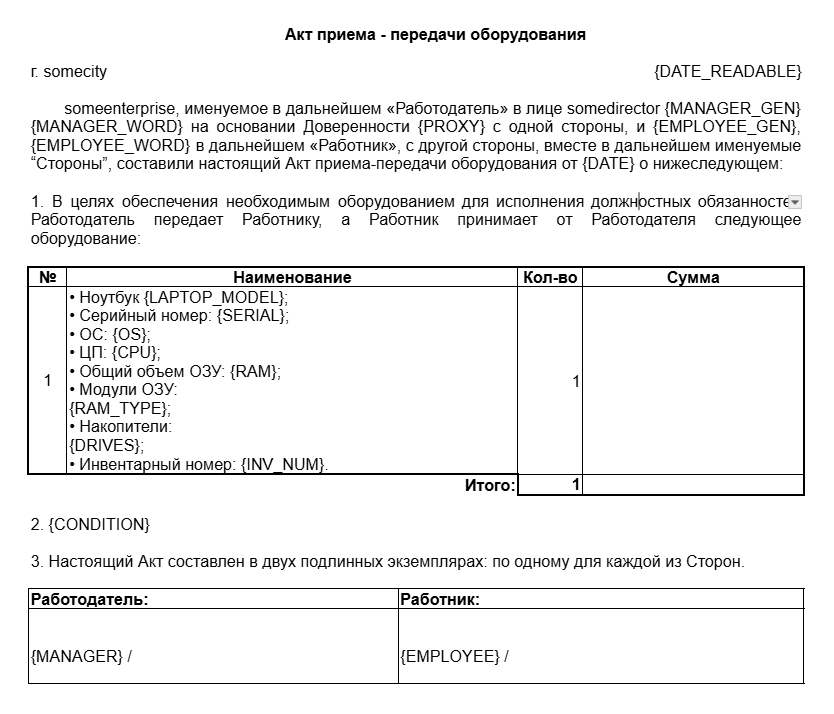 Акт приема - передачи оборудования
г. somecity {DATE_READABLE}
someenterprise, именуемое в дальнейшем «Работодатель» в лице somedirector {MANAGER_GEN}
{MANAGER_WORD} на основании Доверенности {PROXY} с одной стороны, и {EMPLOYEE_GEN},
{EMPLOYEE_WORD} в дальнейшем «Работник», с другой стороны, вместе в дальнейшем именуемые
“Стороны”, составили настоящий Акт приема-передачи оборудования от {DATE} о нижеследующем:
1. В целях обеспечения необходимым оборудованием для исполнения должностных обязанносте
Работодатель передает Работнику, а Работник принимает от Работодателя следующее
оборудование:
№ Наименование Кол-во Сумма
• Ноутбук {LAPTOP_MODEL};
• Серийный номер: {SERIAL};
• ОС: {OS};
• ЦП: {CPU};
1 • Общий объем ОЗУ: {RAM}; 1
• Модули ОЗУ:
{RAM_TYPE};
• Накопители:
{DRIVES};
• Инвентарный номер: {INV_NUM}.
Итого: 1
2. {CONDITION}
3. Настоящий Акт составлен в двух подлинных экземплярах: по одному для каждой из Сторон.
Работодатель: Работник:
{MANAGER} / {EMPLOYEE} /